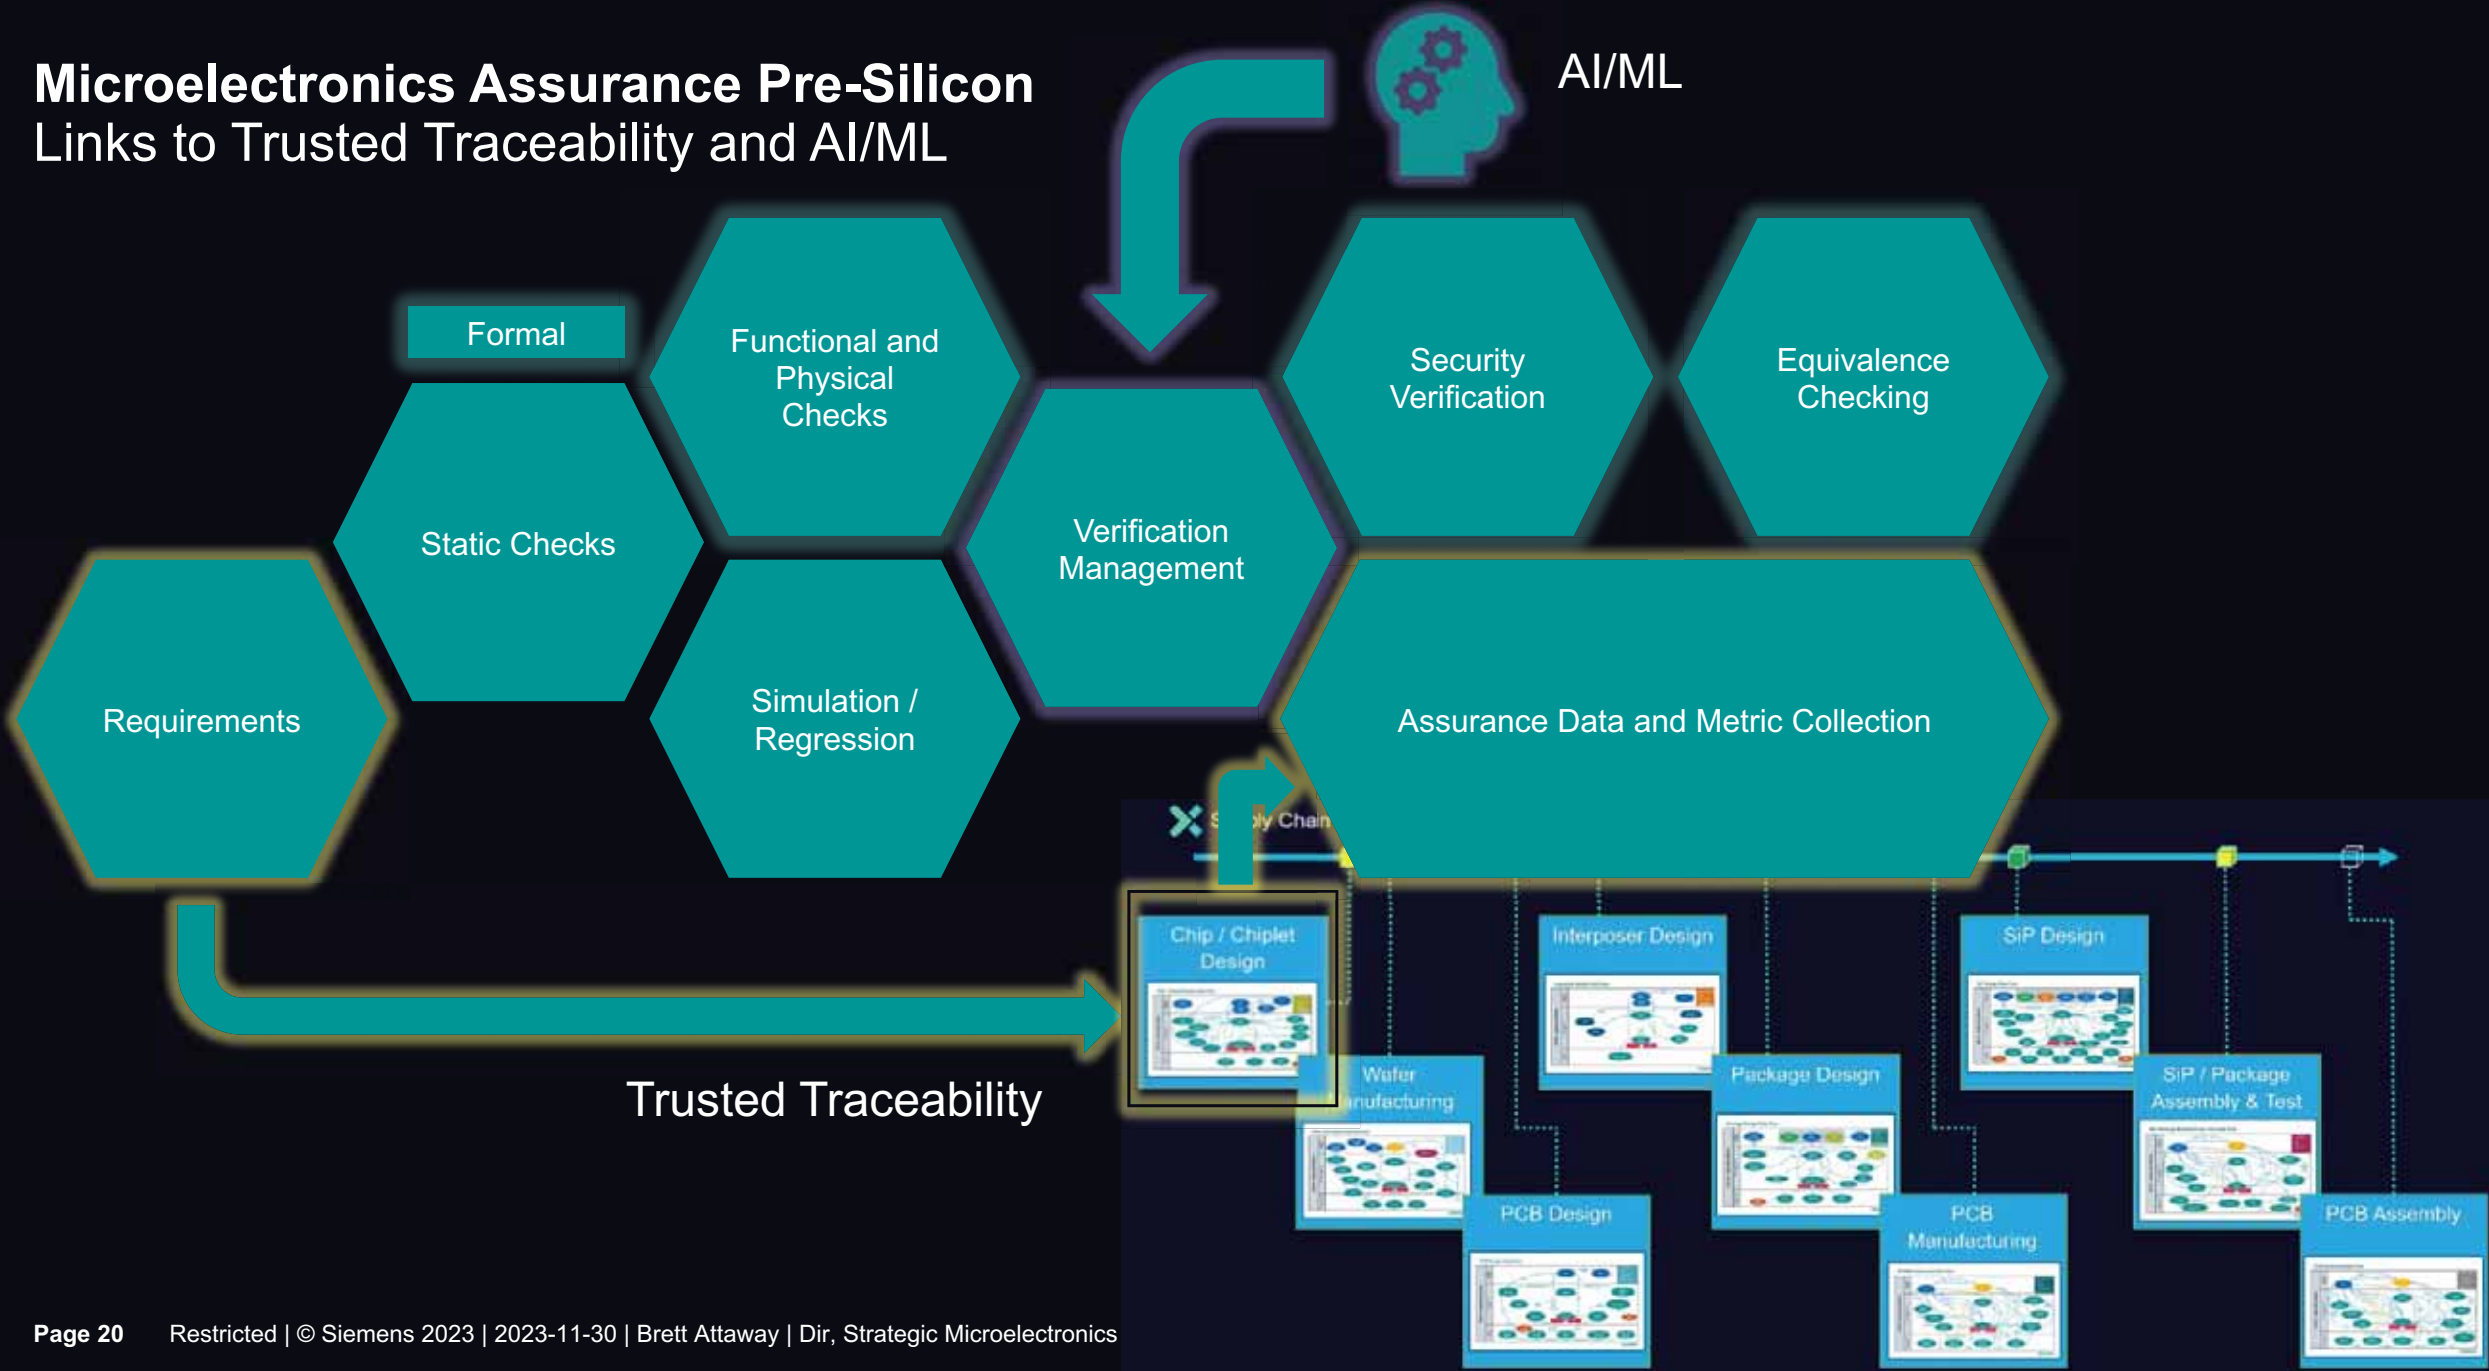 Microelectronics Assurance Pre-Silicon
Links to Trusted Traceability and AI/ML
AI/ML
Formal
Functional and
Physical
Checks
Security
Verification
Equivalence
Checking
Static Checks
Verification
Management
Requirements
Simulation /
Regression
Assurance Data and Metric Collection
Chain
Chip / Chiplet
Design
Interposer Design
SiP Design
Trusted Traceability
Wafer
Package Design
SiP / Package
Assembly & Test
PCB Design
PCB
Manufacturing
PCB Assembly
Page 20 Restricted | © Siemens 2023 | 2023-11-30 | Brett Attaway | Dir, Strategic Microelectronics